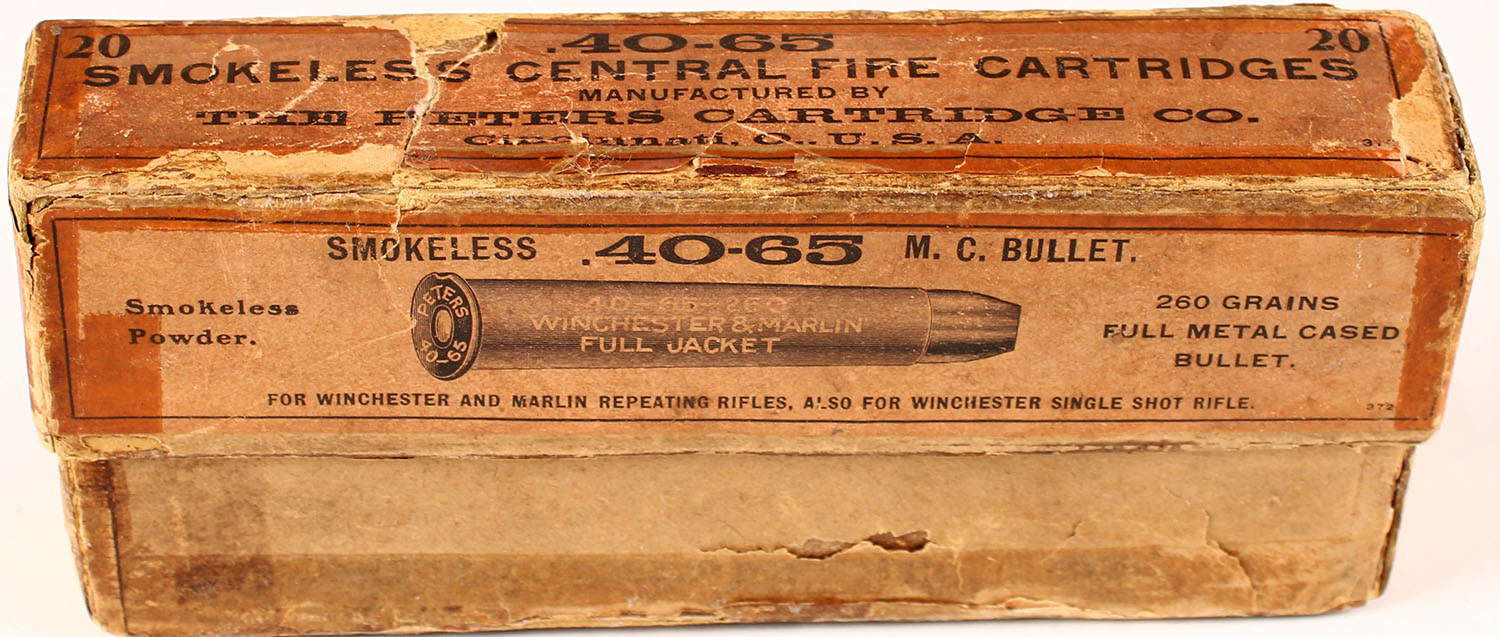 20 .40-65 20
SMOKELESS CENTRAL FIRE CARTRIDGES
MANUFACTURED BY
THE PETERS CARTRIDGE CO.
Cincinnati, O., U. S. A.
SMOKELESS .40-65 M. C. BULLET.
Smokeless
Powder.
PETERS
40-65
40-65-260
WINCHESTER & MARLIN
FULL JACKET
260 GRAINS
FULL METAL CASED
BULLET.
FOR WINCHESTER AND MARLIN REPEATING RIFLES, ALSO FOR WINCHESTER SINGLE SHOT RIFLE.
372